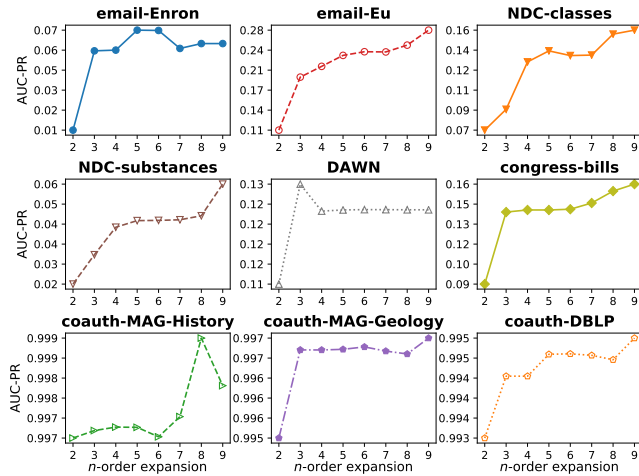 email-Enron
AUC-PR
0.07
0.06
0.04
0.03
0.01
2 3 4 5 6 7 8 9
email-Eu
0.28
0.24
0.21
0.17
0.14
0.11
2 3 4 5 6 7 8 9
NDC-classes
0.16
0.14
0.12
0.10
0.09
0.07
2 3 4 5 6 7 8 9
NDC-substances
AUC-PR
0.06
0.05
0.04
0.04
0.03
0.02
2 3 4 5 6 7 8 9
DAWN
0.13
0.12
0.12
0.11
2 3 4 5 6 7 8 9
congress-bills
0.16
0.15
0.13
0.12
0.10
0.09
2 3 4 5 6 7 8 9
coauth-MAG-History
AUC-PR
0.999
0.998
0.998
0.997
0.997
2 3 4 5 6 7 8 9
n-order expansion
coauth-MAG-Geology
0.997
0.996
0.996
0.995
0.995
2 3 4 5 6 7 8 9
n-order expansion
coauth-DBLP
0.995
0.994
0.994
0.993
2 3 4 5 6 7 8 9
n-order expansion